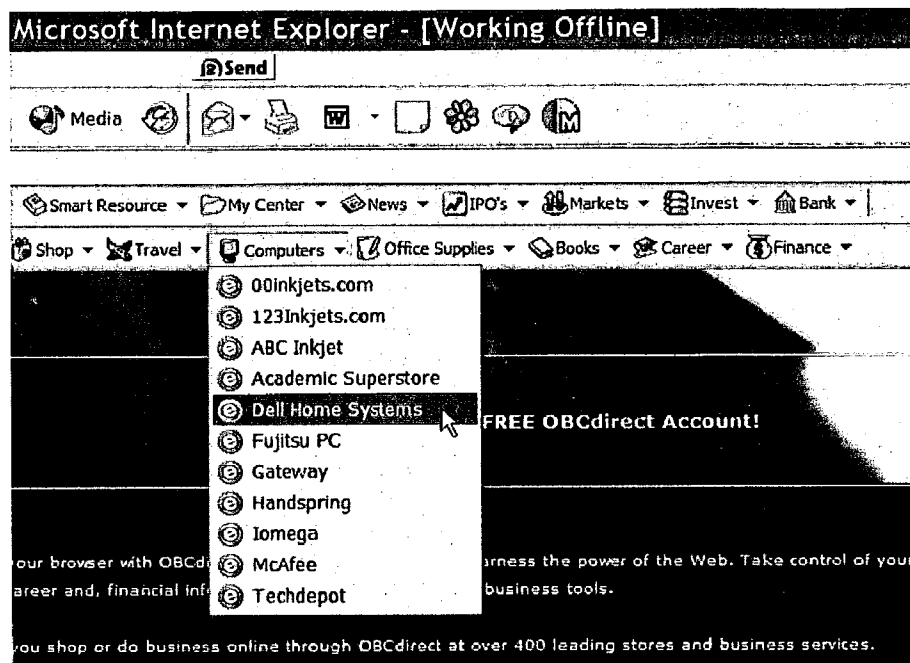 Microsoft Internet Explorer - [Working Offline]
Send
Media W M
Smart Resource My Center News IPO's Markets Invest Bank
Shop Travel Computers Office Supplies Books Career Finance
00inkjets.com
123Inkjets.com
ABC Inkjet
Academic Superstore
Dell Home Systems
FREE OBCdirect Account!
Fujitsu PC
Gateway
Handspring
Iomega
our browser with OBCd arness the power of the Web. Take control of your
McAfee
areer and, financial inf business tools.
Techdepot
you shop or do business online through OBCdirect at over 400 leading stores and business services.